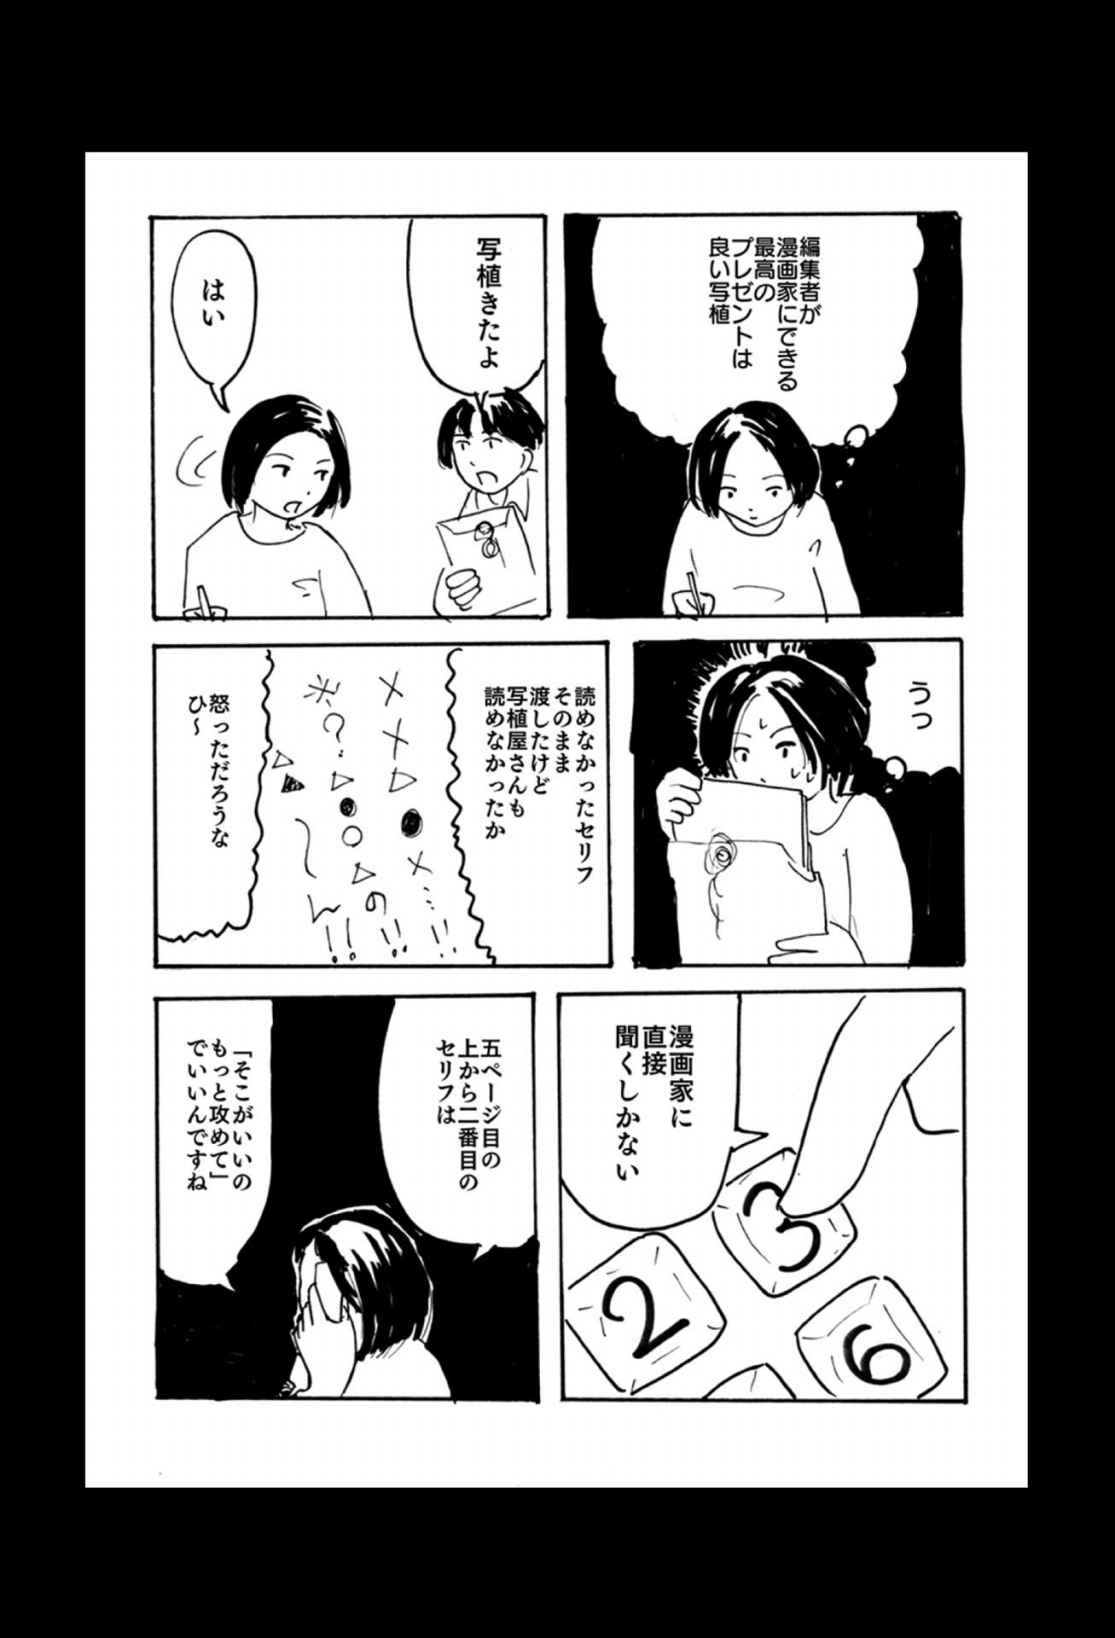 編集者が
漫画家にできる
最高の
プレゼントは
良い写植
写植きたよ
はい
うっ
読めなかったセリフ
そのまま
渡したけど
写植屋さんも
読めなかったか
怒っただろうな
ひ〜
漫画家に
直接
聞くしかない
3
2
6
五ページ目の
上から二番目の
セリフは
「そこがいいの
もっと攻めて」
でいいんですね